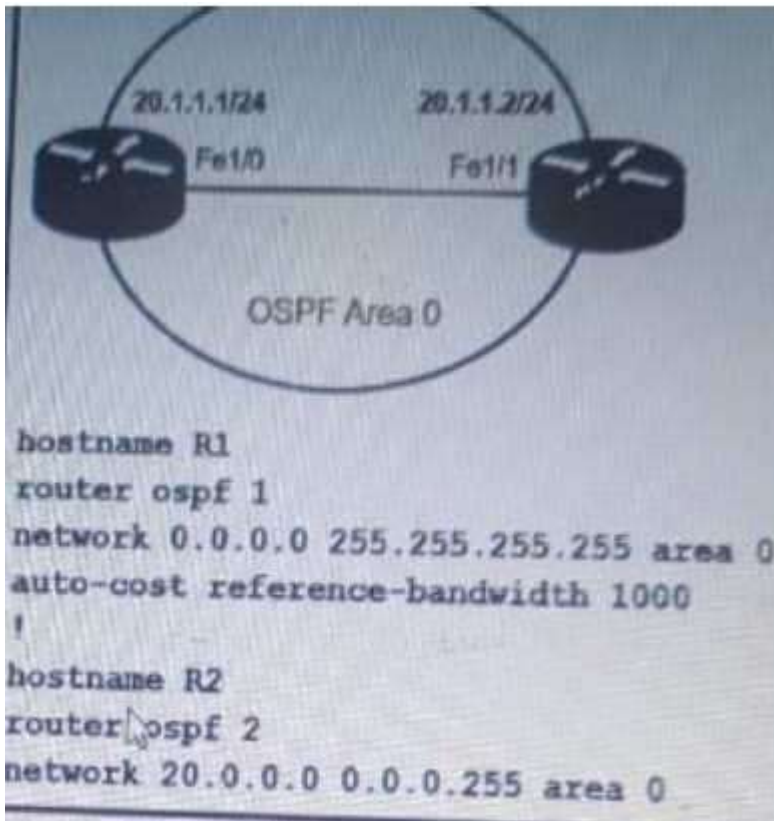 20.1.1.1/24 20.1.1.2/24
Fe1/0 Fe1/1
OSPF Area 0
hostname R1
router ospf 1
network 0.0.0.0 255.255.255.255 area 0
auto-cost reference-bandwidth 1000
!
hostname R2
router ospf 2
network 20.0.0.0 0.0.0.255 area 0